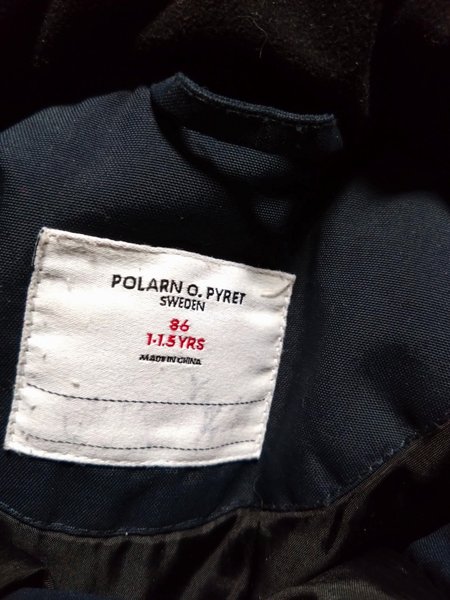 POLARN O. PYRET
SWEDEN
86
1-1.5 YRS
MADE IN CHINA